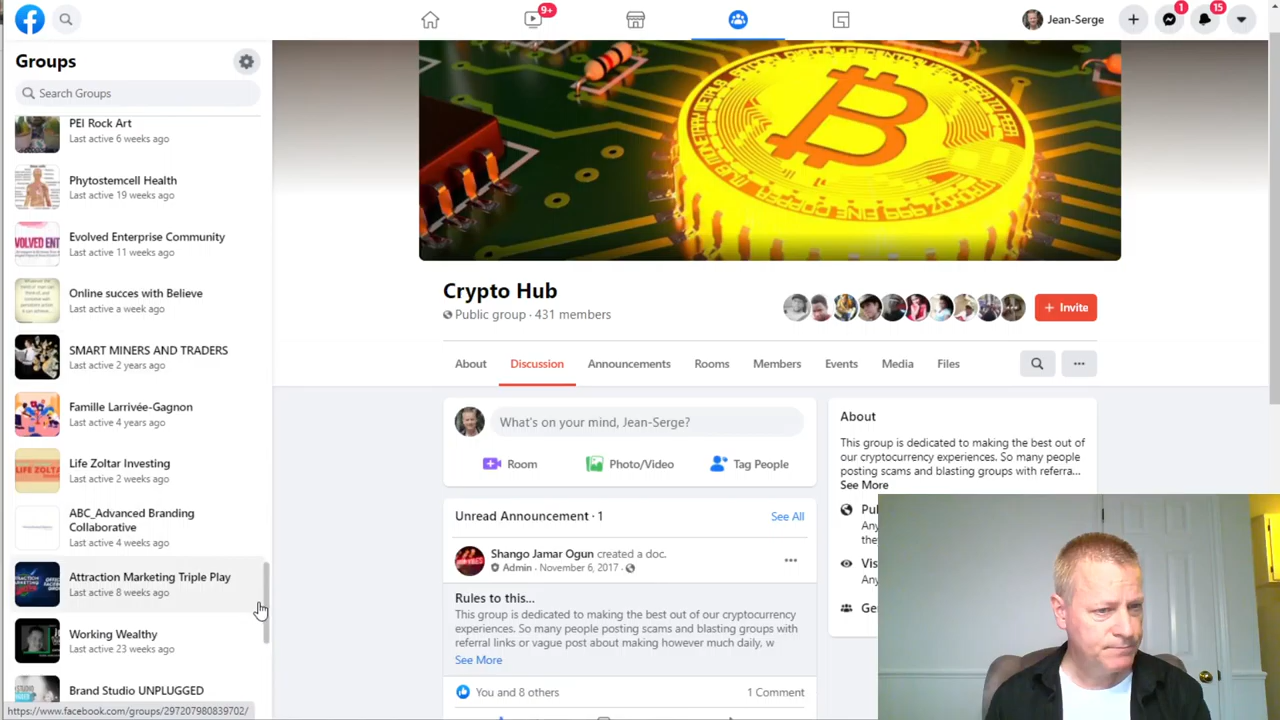 9+
Jean-Serge
1
15
Groups
Search Groups
PEI Rock Art
Last active 6 weeks ago
Phytostemcell Health
Last active 19 weeks ago
Evolved Enterprise Community
Last active 11 weeks ago
Online succes with Believe
Last active a week ago
SMART MINERS AND TRADERS
Last active 2 years ago
Famille Larrivée-Gagnon
Last active 4 years ago
Life Zoltar Investing
Last active 2 weeks ago
ABC_Advanced Branding
Collaborative
Last active 4 weeks ago
Attraction Marketing Triple Play
Last active 8 weeks ago
Working Wealthy
Last active 23 weeks ago
Brand Studio UNPLUGGED
https://www.facebook.com/groups/297207980839702/
Crypto Hub
Public group · 431 members
+ Invite
About
Discussion
Announcements
Rooms
Members
Events
Media
Files
What's on your mind, Jean-Serge?
Room
Photo/Video
Tag People
Unread Announcement · 1
See All
Shango Jamar Ogun created a doc.
Admin · November 6, 2017 ·
Rules to this...
This group is dedicated to making the best out of our cryptocurrency
experiences. So many people posting scams and blasting groups with
referral links or vague post about making however much daily, w
See More
You and 8 others
1 Comment
About
This group is dedicated to making the best out of
our cryptocurrency experiences. So many people
posting scams and blasting groups with referra...
See More